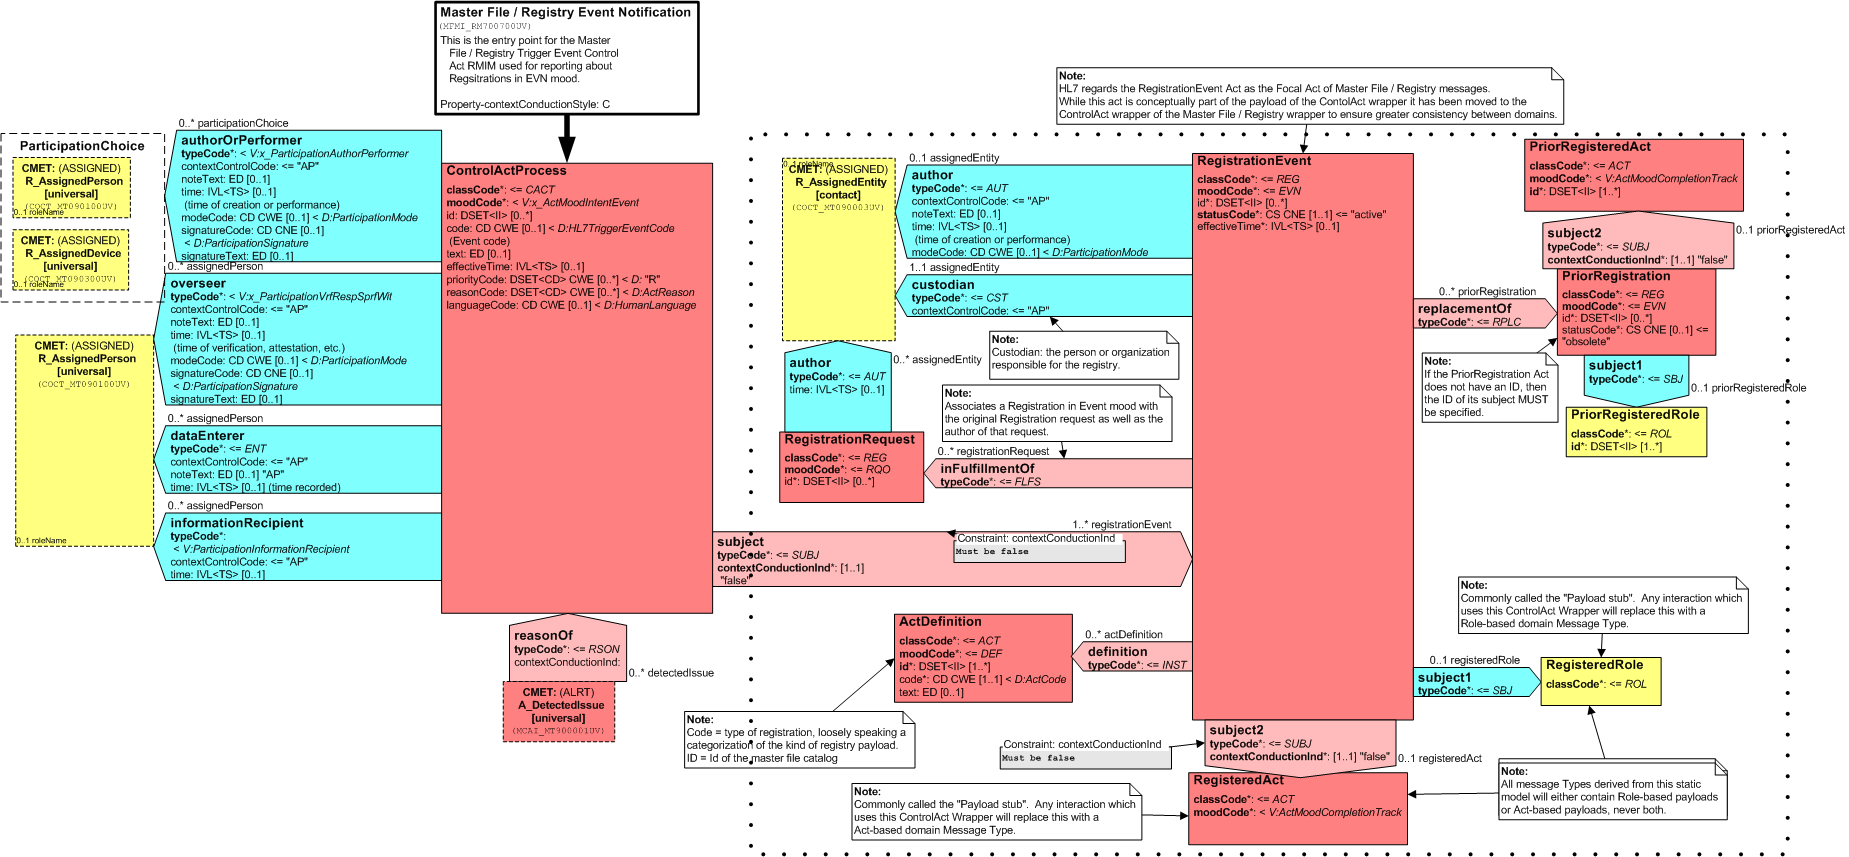 Master File / Registry Event Notification
(MFMI_RM700700UV)
This is the entry point for the Master
File / Registry Trigger Event Control
Act RMIM used for reporting about
Regsitrations in EVN mood.
Property-contextConductionStyle: C
ParticipationChoice
CMET: (ASSIGNED)
R_AssignedPerson
[universal]
(COCT_MT090100UV)
0..1 roleName
CMET: (ASSIGNED)
R_AssignedDevice
[universal]
(COCT_MT090300UV)
0..1 roleName
CMET: (ASSIGNED)
R_AssignedPerson
[universal]
(COCT_MT090100UV)
0..1 roleName
0..* participationChoice
authorOrPerformer
typeCode*: < V:x_ParticipationAuthorPerformer
contextControlCode: <= "AP"
noteText: ED [0..1]
time: IVL<TS> [0..1]
(time of creation or performance)
modeCode: CD CWE [0..1] < D:ParticipationMode
signatureCode: CD CNE [0..1]
< D:ParticipationSignature
signatureText: ED [0..1]
0..* assignedPerson
overseer
typeCode*: < V:x_ParticipationVrfRespSprfWit
contextControlCode: <= "AP"
noteText: ED [0..1]
time: IVL<TS> [0..1]
(time of verification, attestation, etc.)
modeCode: CD CWE [0..1] < D:ParticipationMode
signatureCode: CD CNE [0..1]
< D:ParticipationSignature
signatureText: ED [0..1]
0..* assignedPerson
dataEnterer
typeCode*: <= ENT
contextControlCode: <= "AP"
noteText: ED [0..1] "AP"
time: IVL<TS> [0..1] (time recorded)
0..* assignedPerson
informationRecipient
typeCode*:
< V:ParticipationInformationRecipient
contextControlCode: <= "AP"
time: IVL<TS> [0..1]
ControlActProcess
classCode*: <= CACT
moodCode*: < V:x_ActMoodIntentEvent
id: DSET<II> [0..*]
code: CD CWE [0..1] < D:HL7TriggerEventCode
(Event code)
text: ED [0..1]
effectiveTime: IVL<TS> [0..1]
priorityCode: DSET<CD> CWE [0..*] < D: "R"
reasonCode: DSET<CD> CWE [0..*] < D:ActReason
languageCode: CD CWE [0..1] < D:HumanLanguage
reasonOf
typeCode*: <= RSON
contextConductionInd:
0..* detectedIssue
CMET: (ALRT)
A_DetectedIssue
[universal]
(MCAI_MT900001UV)
1..* registrationEvent
subject
typeCode*: <= SUBJ
contextConductionInd*: [1..1]
"false"
Constraint: contextConductionInd
Must be false
Note:
HL7 regards the RegistrationEvent Act as the Focal Act of Master File / Registry messages.
While this act is conceptually part of the payload of the ContolAct wrapper it has been moved to the
ControlAct wrapper of the Master File / Registry wrapper to ensure greater consistency between domains.
0..1 roleName
CMET: (ASSIGNED)
R_AssignedEntity
[contact]
(COCT_MT090003UV)
0..1 assignedEntity
author
typeCode*: <= AUT
contextControlCode: <= "AP"
noteText: ED [0..1]
time: IVL<TS> [0..1]
(time of creation or performance)
modeCode: CD CWE [0..1] < D:ParticipationMode
1..1 assignedEntity
custodian
typeCode*: <= CST
contextControlCode: <= "AP"
Note:
Custodian: the person or organization
responsible for the registry.
author
typeCode*: <= AUT
time: IVL<TS> [0..1]
0..* assignedEntity
Note:
Associates a Registration in Event mood with
the original Registration request as well as the
author of that request.
RegistrationRequest
classCode*: <= REG
moodCode*: <= RQO
id*: DSET<II> [0..*]
0..* registrationRequest
inFulfillmentOf
typeCode*: <= FLFS
RegistrationEvent
classCode*: <= REG
moodCode*: <= EVN
id*: DSET<II> [0..*]
statusCode*: CS CNE [1..1] <= "active"
effectiveTime*: IVL<TS> [0..1]
PriorRegisteredAct
classCode*: <= ACT
moodCode*: < V:ActMoodCompletionTrack
id*: DSET<II> [1..*]
subject2
typeCode*: <= SUBJ
contextConductionInd*: [1..1] "false"
0..1 priorRegisteredAct
PriorRegistration
classCode*: <= REG
moodCode*: <= EVN
id*: DSET<II> [0..*]
statusCode*: CS CNE [0..1] <=
"obsolete"
0..* priorRegistration
replacementOf
typeCode*: <= RPLC
Note:
If the PriorRegistration Act
does not have an ID, then
the ID of its subject MUST
be specified.
subject1
typeCode*: <= SBJ
0..1 priorRegisteredRole
PriorRegisteredRole
classCode*: <= ROL
id*: DSET<II> [1..*]
ActDefinition
classCode*: <= ACT
moodCode*: <= DEF
id*: DSET<II> [1..*]
code*: CD CWE [1..1] < D:ActCode
text: ED [0..1]
0..* actDefinition
definition
typeCode*: <= INST
Note:
Code = type of registration, loosely speaking a
categorization of the kind of registry payload.
ID = Id of the master file catalog
Note:
Commonly called the "Payload stub".  Any interaction which
uses this ControlAct Wrapper will replace this with a
Role-based domain Message Type.
0..1 registeredRole
subject1
typeCode*: <= SBJ
RegisteredRole
classCode*: <= ROL
subject2
typeCode*: <= SUBJ
contextConductionInd*: [1..1] "false"
0..1 registeredAct
Constraint: contextConductionInd
Must be false
RegisteredAct
classCode*: <= ACT
moodCode*: < V:ActMoodCompletionTrack
Note:
Commonly called the "Payload stub".  Any interaction which
uses this ControlAct Wrapper will replace this with a
Act-based domain Message Type.
Note:
All message Types derived from this static
model will either contain Role-based payloads
or Act-based payloads, never both.